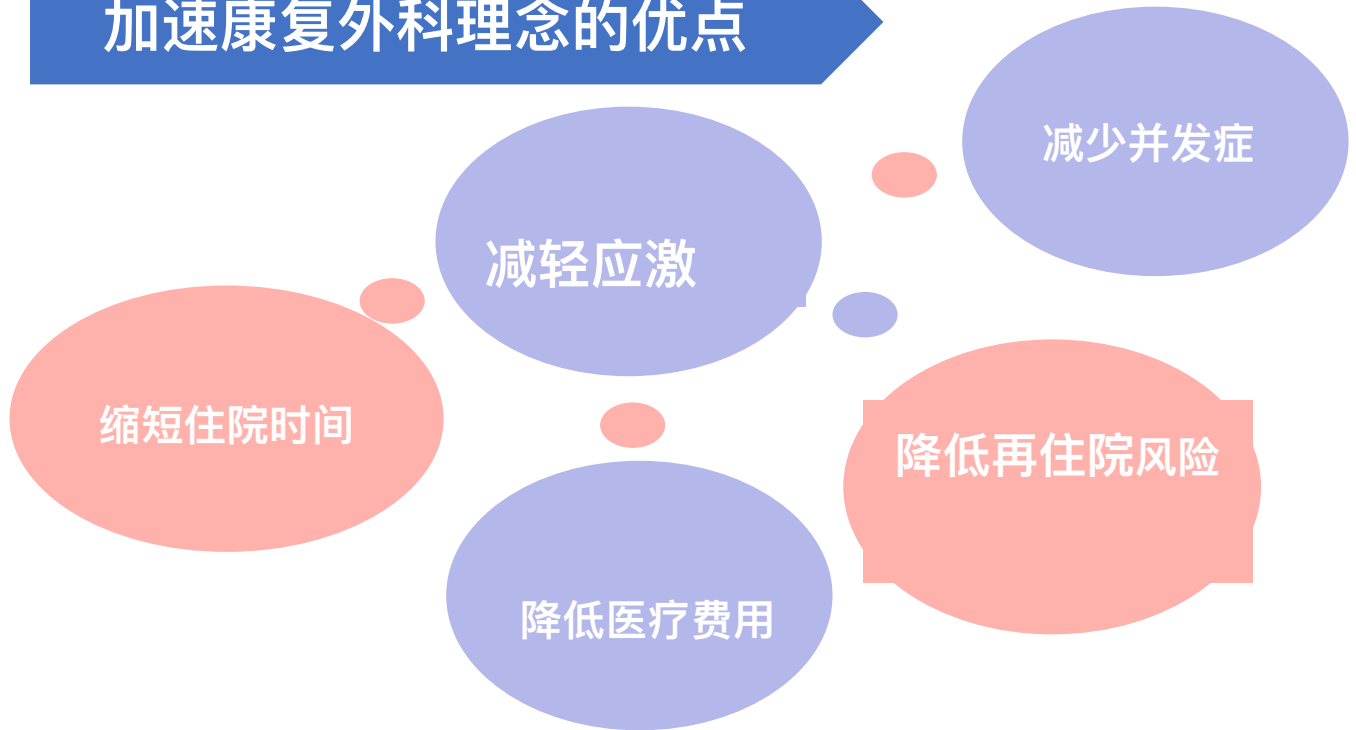 加速康复外科理念的优点
减少并发症
减轻应激
缩短住院时间
降低再住院风险
降低医疗费用